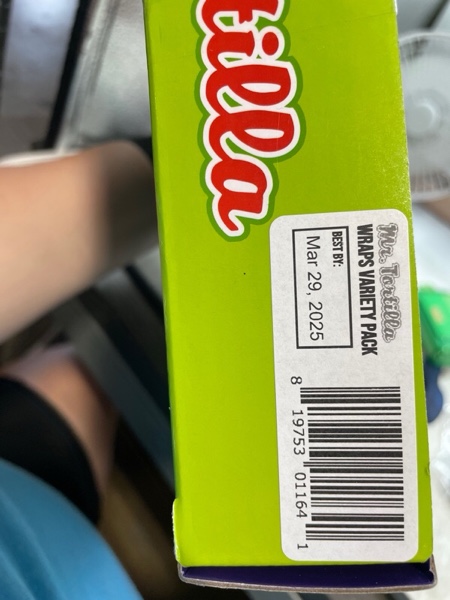 tilla
Mr. Tortilla
WRAPS VARIETY PACK
BEST BY:
Mar 29, 2025
8 19753 01164 1